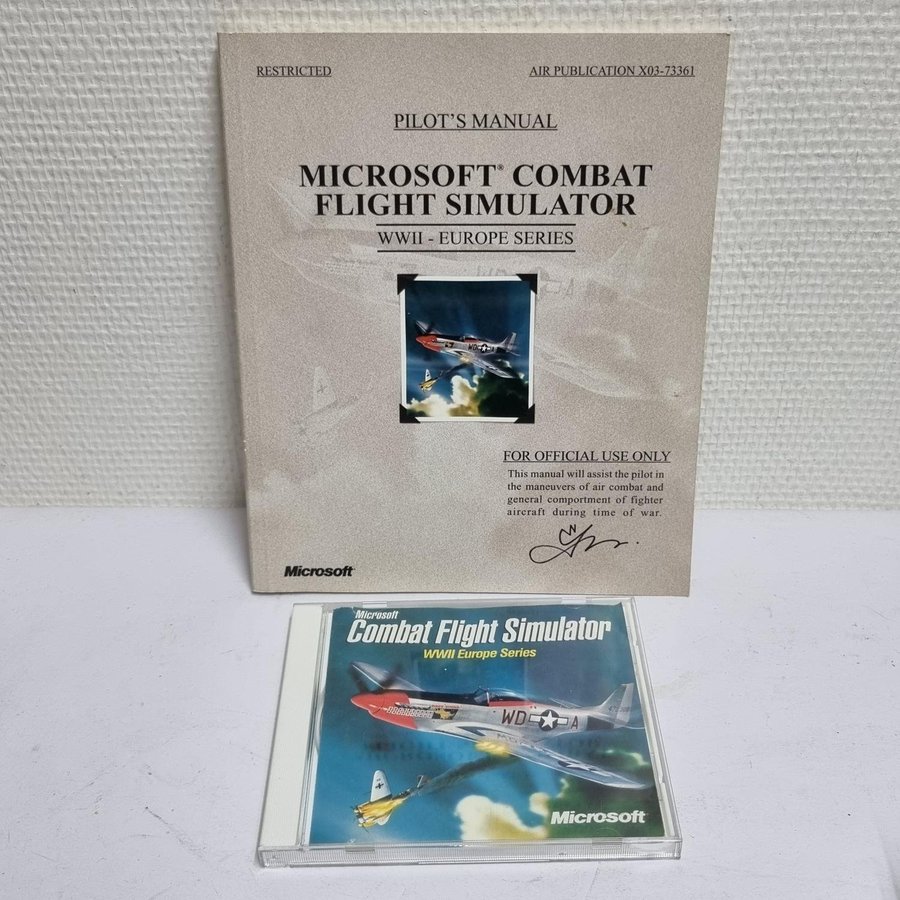 RESTRICTED
AIR PUBLICATION X03-73361
PILOT'S MANUAL
MICROSOFT® COMBAT
FLIGHT SIMULATOR
WWII - EUROPE SERIES
WD A
FOR OFFICIAL USE ONLY
This manual will assist the pilot in
the maneuvers of air combat and
general comportment of fighter
aircraft during time of war.
Microsoft
Microsoft
Combat Flight Simulator
WWII Europe Series
WD A
Microsoft